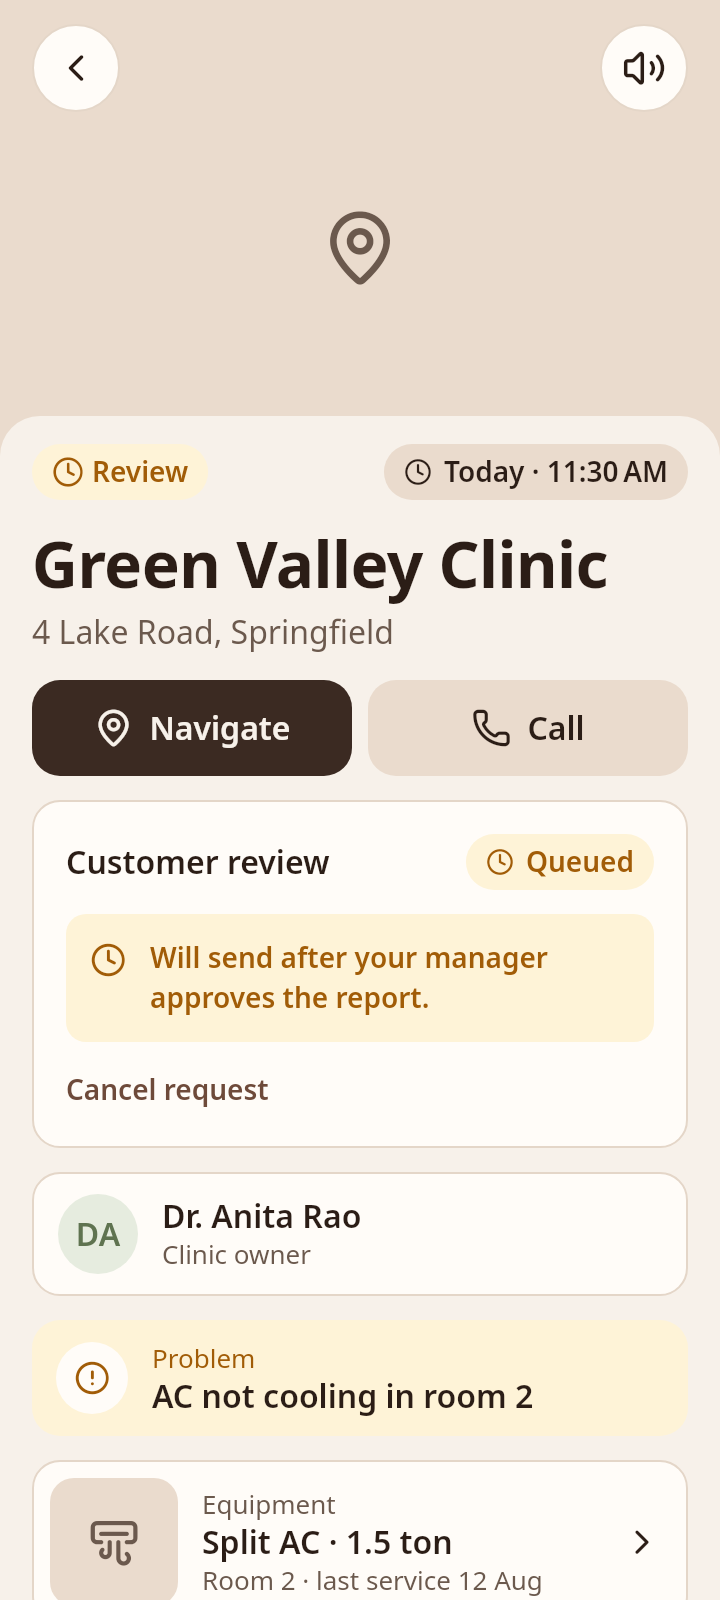 Review
Today · 11:30 AM
Green Valley Clinic
4 Lake Road, Springfield
Navigate
Call
Customer review
Queued
Will send after your manager
approves the report.
Cancel request
DA
Dr. Anita Rao
Clinic owner
Problem
AC not cooling in room 2
Equipment
Split AC · 1.5 ton
Room 2 · last service 12 Aug